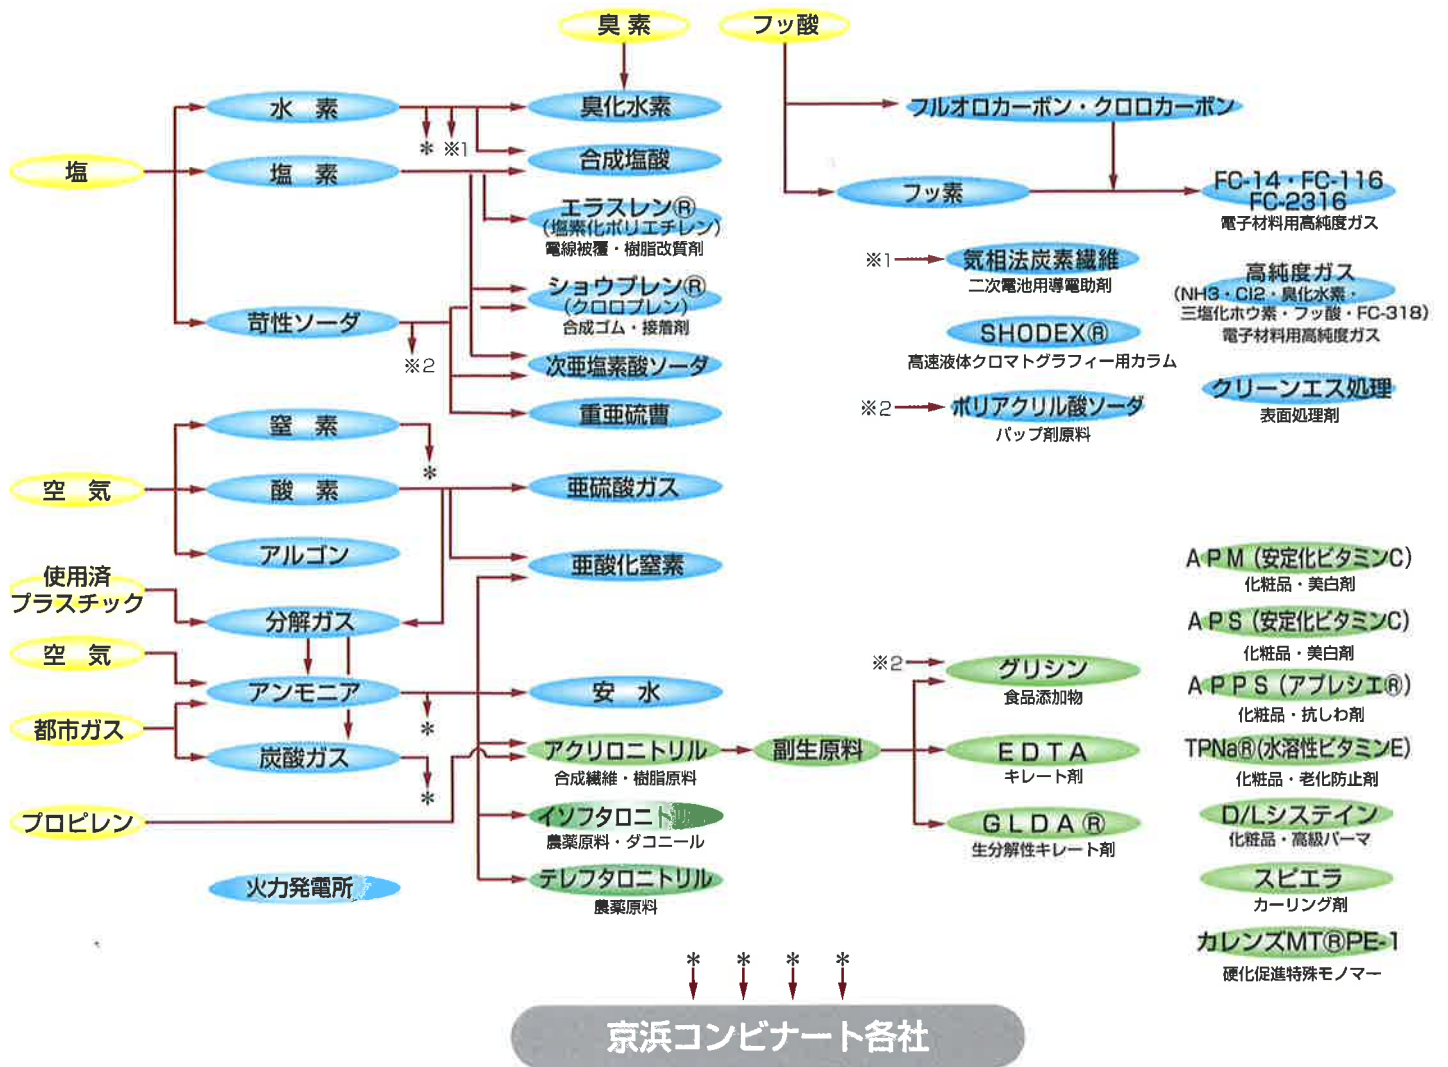 臭 素
フッ酸
水 素
臭化水素
フルオロカーボン・クロロカーボン
* ※1
塩
塩 素
合成塩酸
フッ素
FC-14・FC-116
FC-2316
電子材料用高純度ガス
エラスレン®
(塩素化ポリエチレン)
電線被覆・樹脂改質剤
※1
気相法炭素繊維
二次電池用導電助剤
高純度ガス
(NH3・Cl2・臭化水素・
三塩化ホウ素・フッ酸・FC-318)
電子材料用高純度ガス
ショウプレン®
(クロロプレン)
合成ゴム・接着剤
苛性ソーダ
※2
SHODEX®
高速液体クロマトグラフィー用カラム
次亜塩素酸ソーダ
重亜硫曹
※2
ポリアクリル酸ソーダ
パップ剤原料
クリーンエス処理
表面処理剤
窒 素
*
空 気
酸 素
亜硫酸ガス
アルゴン
亜酸化窒素
使用済
プラスチック
分解ガス
空 気
アンモニア
安 水
*
都市ガス
炭酸ガス
*
プロピレン
アクリロニトリル
合成繊維・樹脂原料
副生原料
※2
グリシン
食品添加物
EDTA
キレート剤
GLDA®
生分解性キレート剤
イソフタロニト
農薬原料・ダコニール
テレフタロニトリル
農薬原料
火力発電所
APM(安定化ビタミンC)
化粧品・美白剤
APS(安定化ビタミンC)
化粧品・美白剤
APPS(アプレシエ®)
化粧品・抗しわ剤
TPNa®(水溶性ビタミンE)
化粧品・老化防止剤
D/Lシステイン
化粧品・高級パーマ
スピエラ
カーリング剤
カレンズMT®PE-1
硬化促進特殊モノマー
* * * *
京浜コンビナート各社